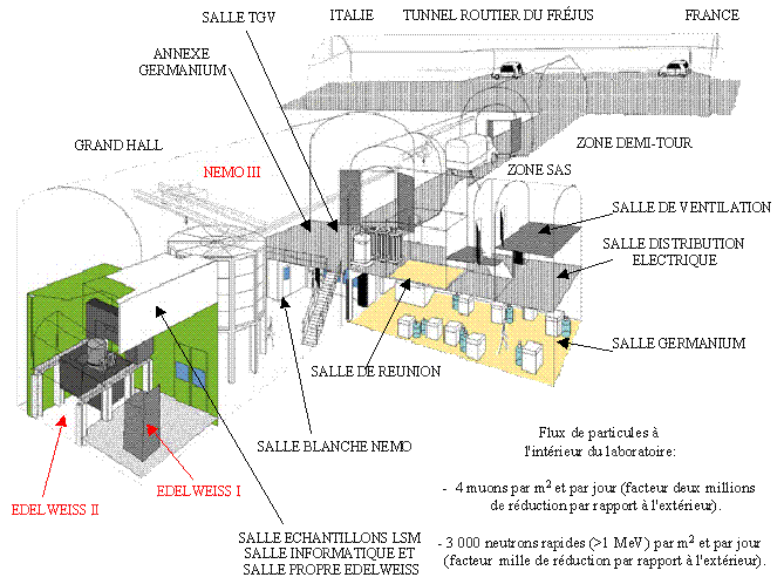 SALLE TGV
ITALIE
TUNNEL ROUTIER DU FRÉJUS
FRANCE
ANNEXE
GERMANIUM
GRAND HALL
NEMO III
ZONE DEMI-TOUR
ZONE SAS
SALLE DE VENTILATION
SALLE DISTRIBUTION
ELECTRIQUE
SALLE GERMANIUM
SALLE DE REUNION
SALLE BLANCHE NEMO
EDELWEISS I
EDELWEISS II
SALLE ECHANTILLONS LSM
SALLE INFORMATIQUE ET
SALLE PROPRE EDELWEISS
Flux de particules à
l'intérieur du laboratoire:
- 4 muons par m² et par jour (facteur deux millions
de réduction par rapport à l'extérieur).
- 3 000 neutrons rapides (>1 MeV) par m² et par jour
(facteur mille de réduction par rapport à l'extérieur).